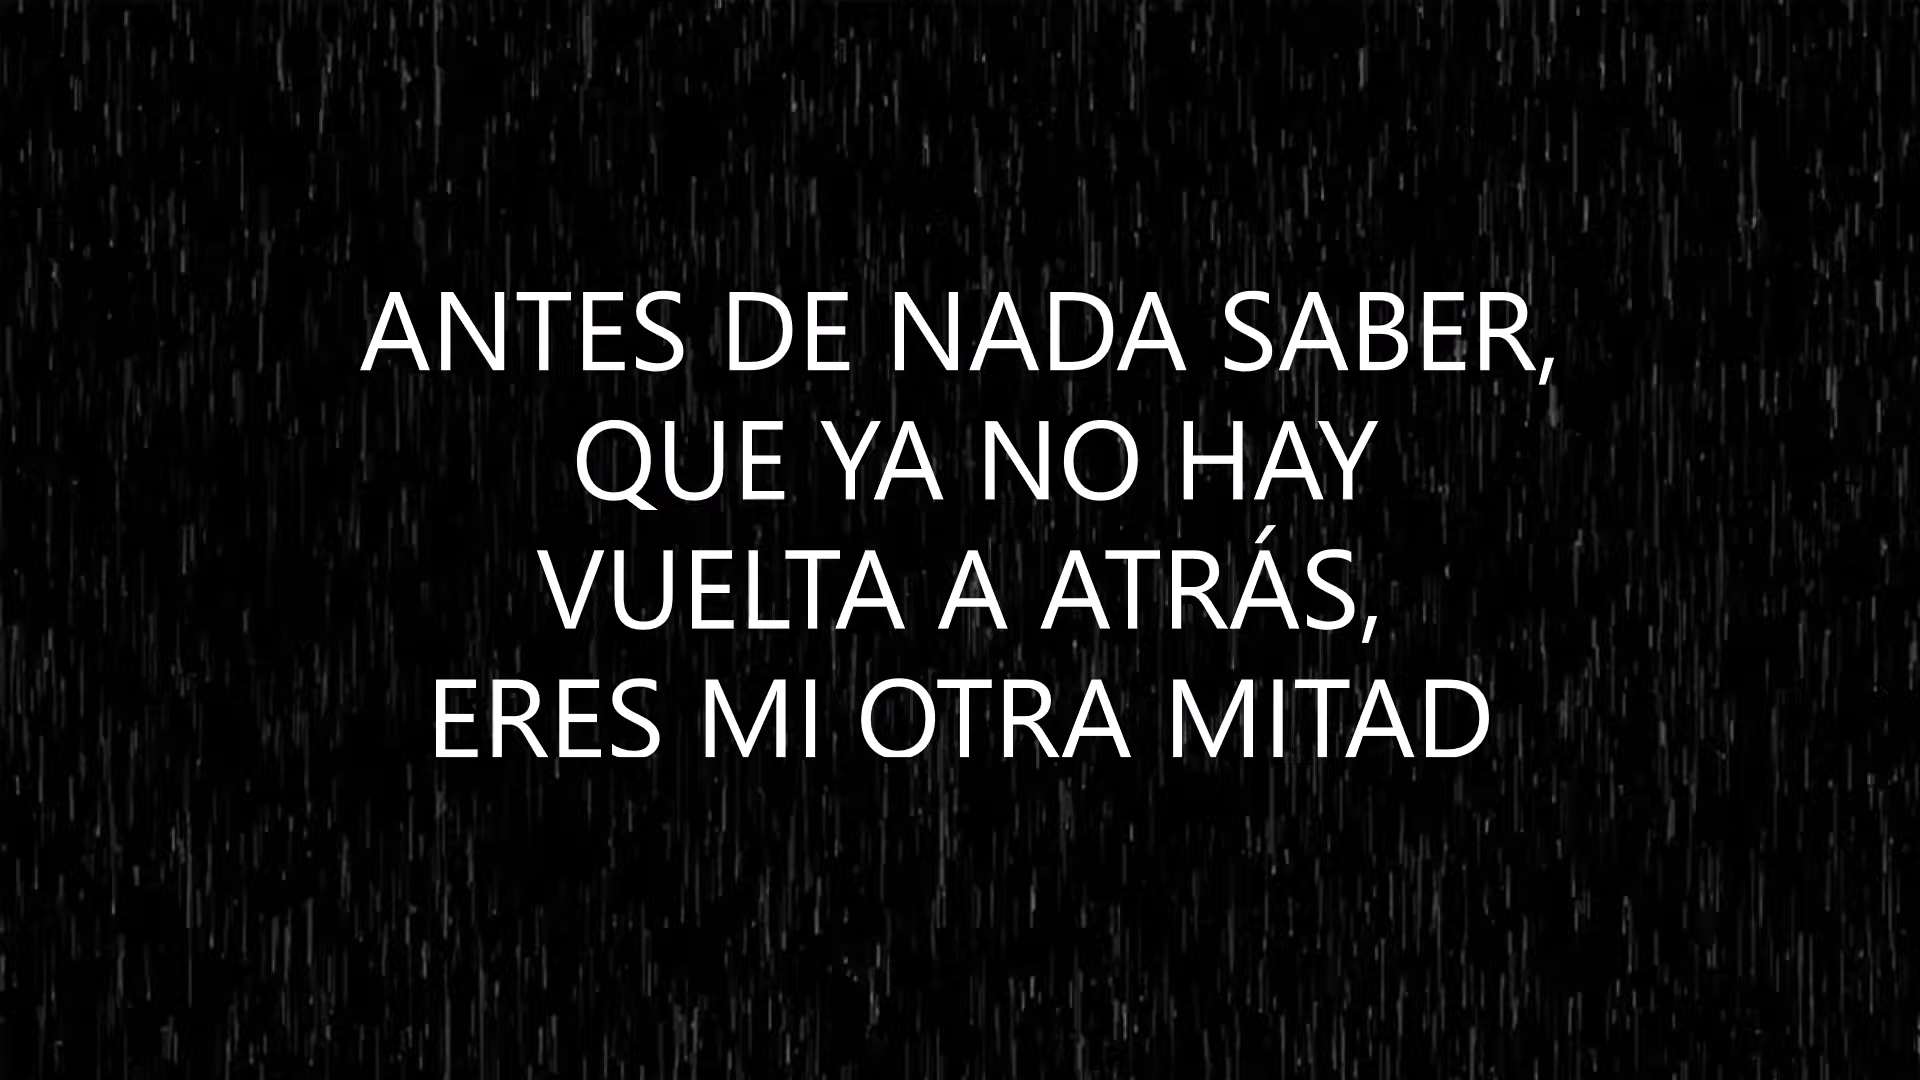 ANTES DE NADA SABER,
QUE YA NO HAY
VUELTA A ATRÁS,
ERES MI OTRA MITAD